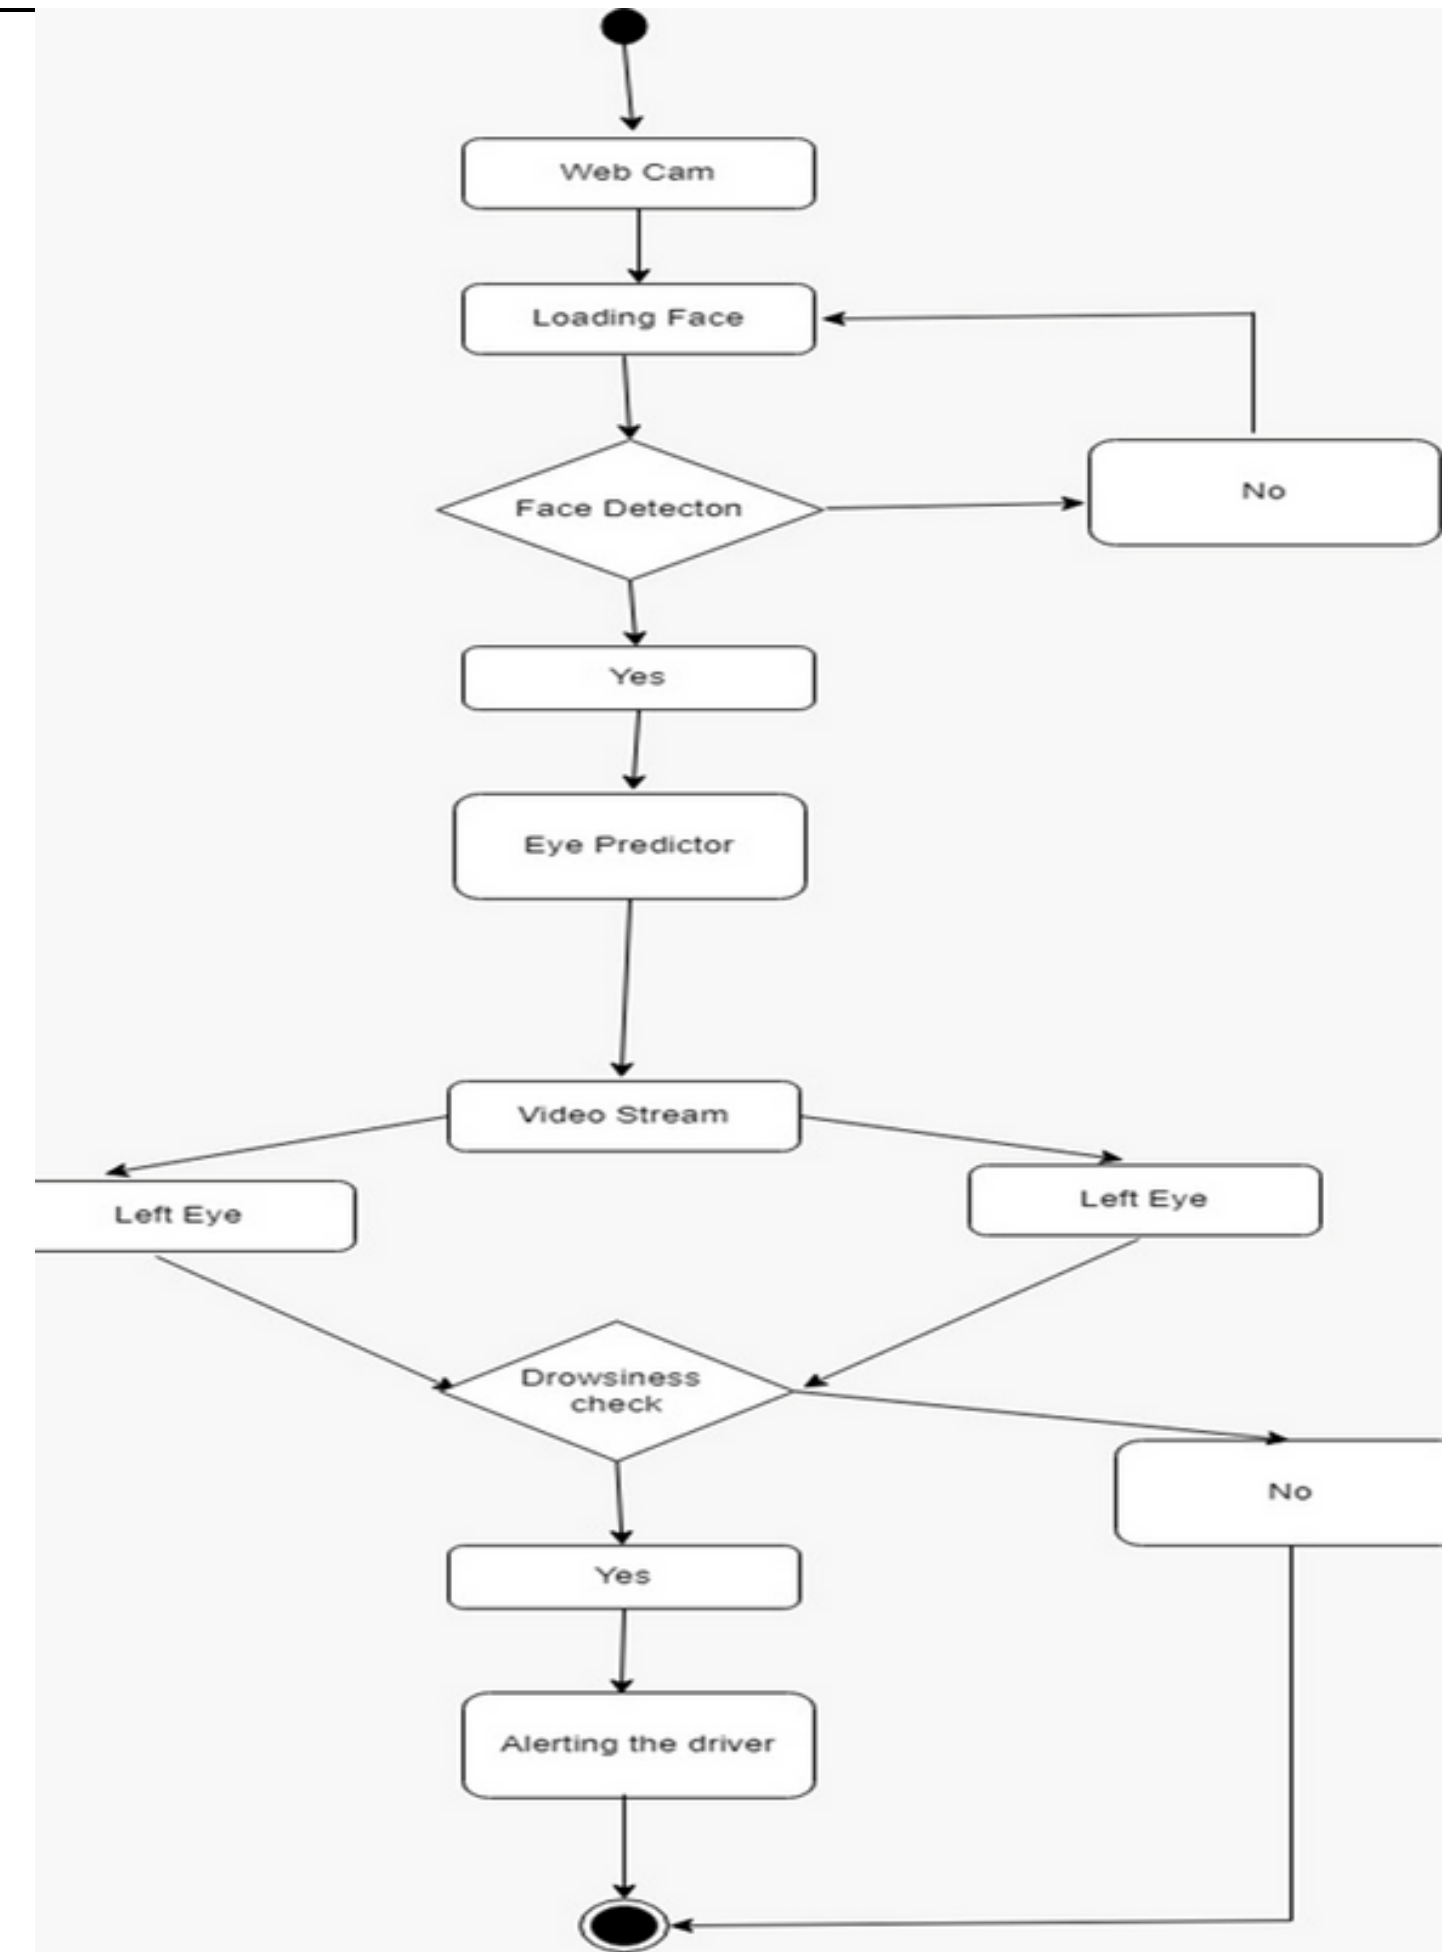 Web Cam
Loading Face
Face Detecton
No
Yes
Eye Predictor
Video Stream
Left Eye
Left Eye
Drowsiness
check
No
Yes
Alerting the driver